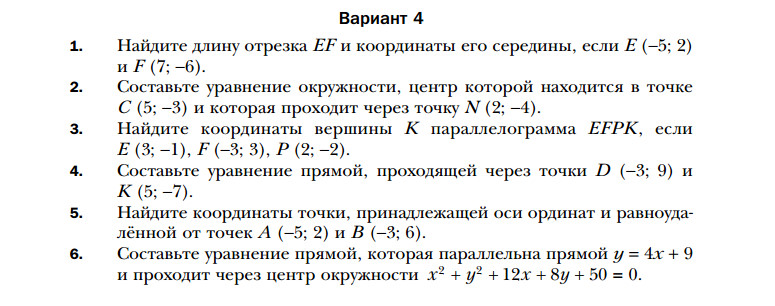 Вариант 4
1. Найдите длину отрезка EF и координаты его середины, если E (–5; 2)
и F (7; –6).
2. Составьте уравнение окружности, центр которой находится в точке
C (5; –3) и которая проходит через точку N (2; –4).
3. Найдите координаты вершины K параллелограмма EFPK, если
E (3; –1), F (–3; 3), P (2; –2).
4. Составьте уравнение прямой, проходящей через точки D (–3; 9) и
K (5; –7).
5. Найдите координаты точки, принадлежащей оси ординат и равноуда-
лённой от точек A (–5; 2) и B (–3; 6).
6. Составьте уравнение прямой, которая параллельна прямой y = 4x + 9
и проходит через центр окружности x² + y² + 12x + 8y + 50 = 0.